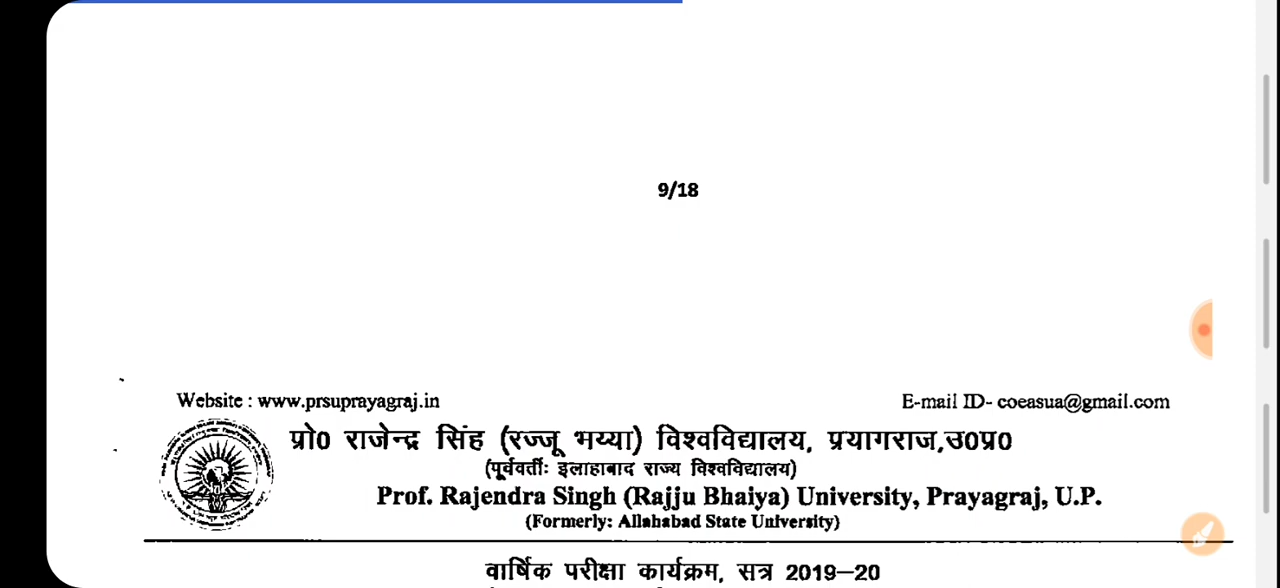 9/18
Website : www.prsuprayagraj.in
E-mail ID- coeasua@gmail.com
प्रो0 राजेन्द्र सिंह (रज्जू भय्या) विश्वविद्यालय, प्रयागराज,उ0प्र0
(पूर्ववर्तीः इलाहाबाद राज्य विश्वविद्यालय)
Prof. Rajendra Singh (Rajju Bhaiya) University, Prayagraj, U.P.
(Formerly: Allahabad State University)
वार्षिक परीक्षा कार्यक्रम, सत्र 2019–20